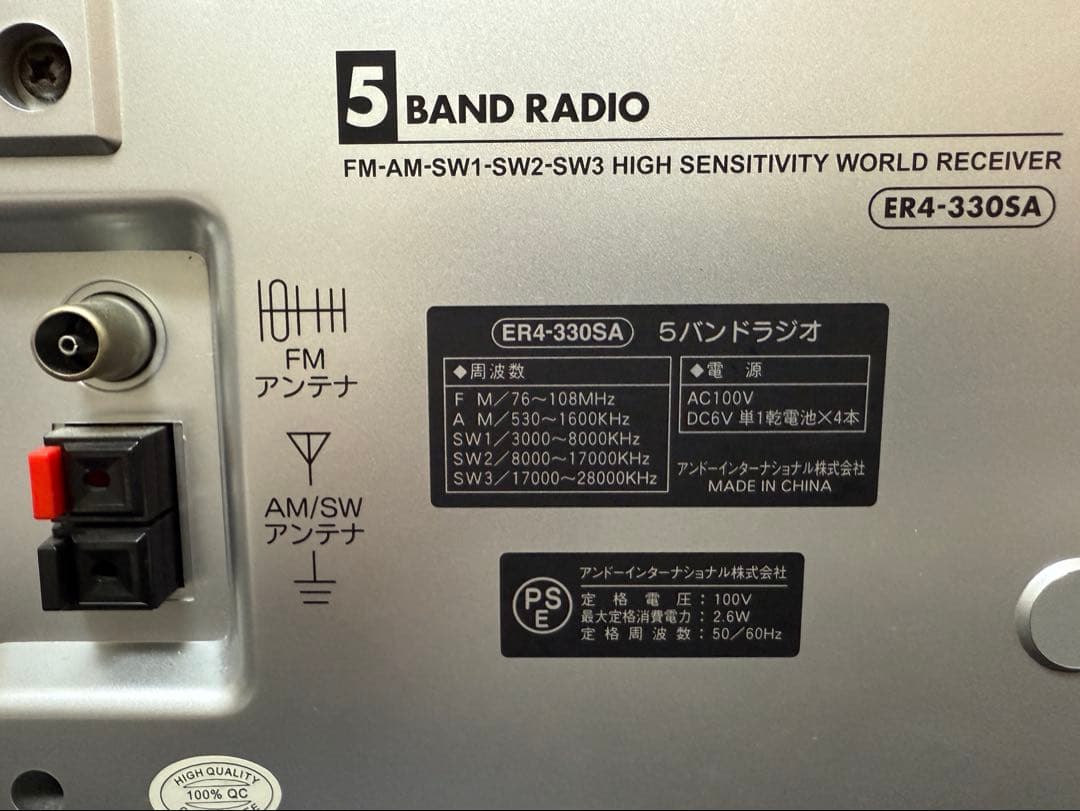 5 BAND RADIO
FM-AM-SW1-SW2-SW3 HIGH SENSITIVITY WORLD RECEIVER
ER4-330SA
FM
アンテナ
AM/SW
アンテナ
ER4-330SA 5バンドラジオ
◆周波数
F M/76～108MHz
A M/530～1600KHz
SW1/3000～8000KHz
SW2/8000～17000KHz
SW3/17000～28000KHz
◆電 源
AC100V
DC6V 単1乾電池×4本
アンドーインターナショナル株式会社
MADE IN CHINA
PS
E
アンドーインターナショナル株式会社
定格電圧：100V
最大定格消費電力：2.6W
定格周波数：50/60Hz
HIGH QUALITY
100% QC